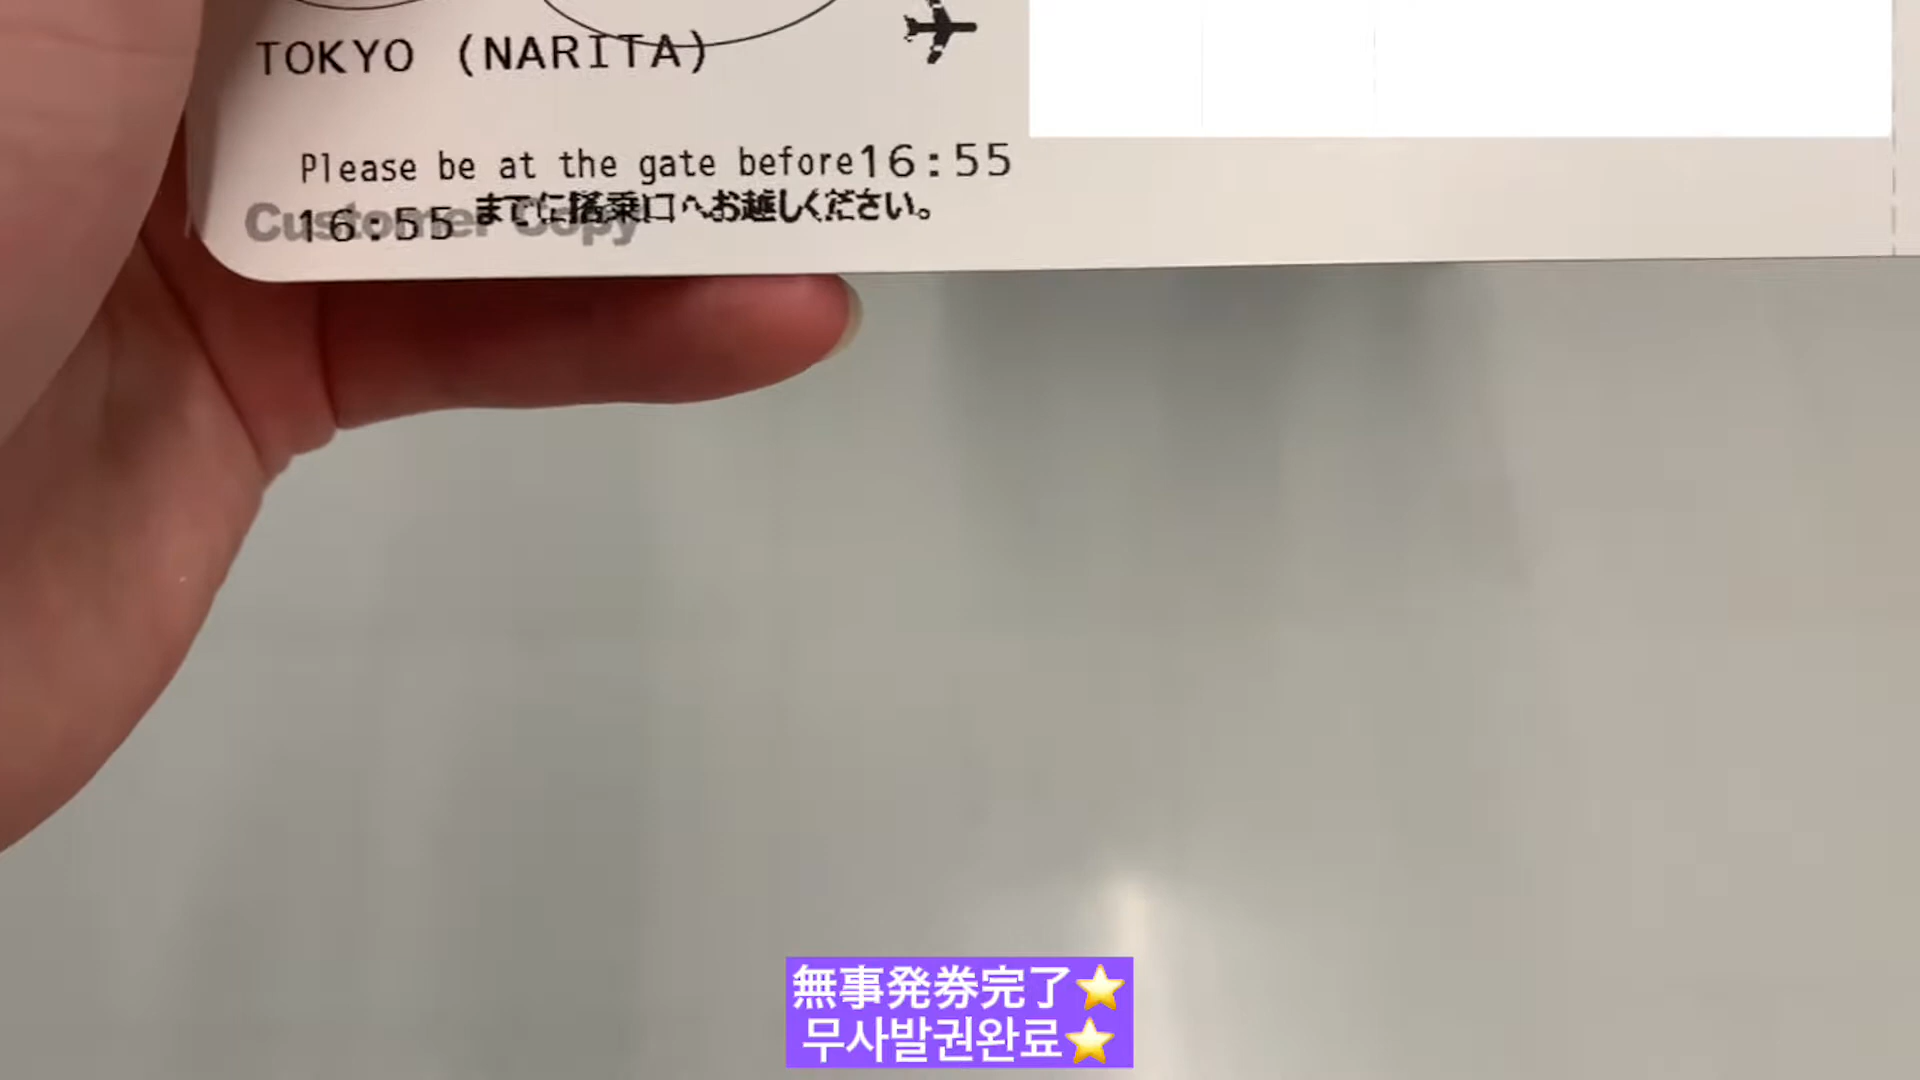 TOKYO (NARITA)
Please be at the gate before16:55
16:55 までに搭乗口へお越しください。
Customer Copy
無事発券完了⭐
무사발권완료⭐